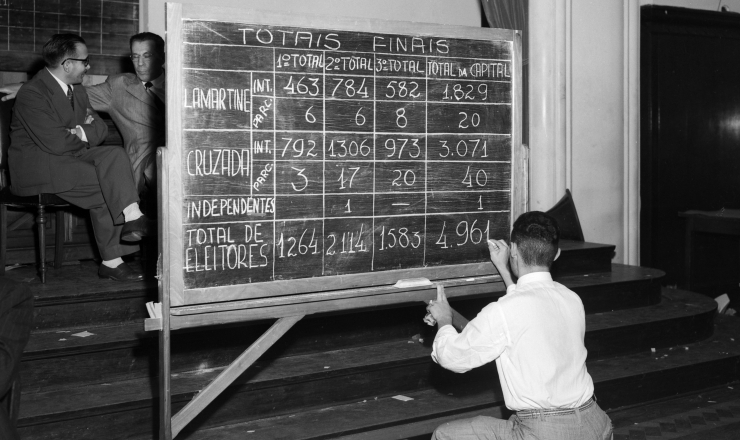 TOTAIS FINAIS
1º TOTAL 2º TOTAL 3º TOTAL TOTAL DA CAPITAL
LAMARTINE INT. 463 784 582 1.829
PARC. 6 6 8 20
CRUZADA INT. 792 1306 973 3.071
PARC. 3 17 20 40
INDEPENDENTES 1 — 1
TOTAL DE ELEITORES 1264 2114 1583 4.961